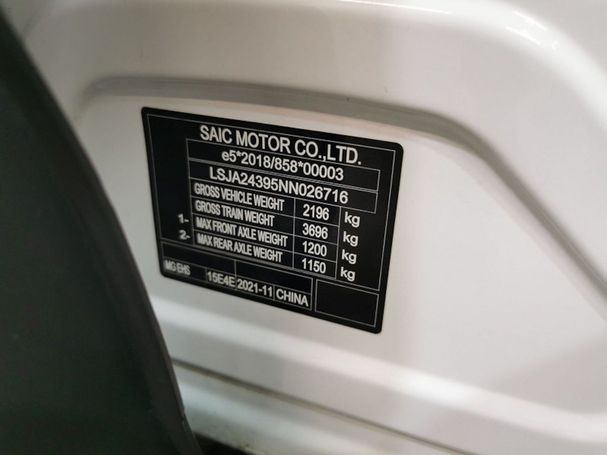 SAIC MOTOR CO.,LTD.
e5*2018/858*00003
LSJA24395NN026716
GROSS VEHICLE WEIGHT 2196 kg
GROSS TRAIN WEIGHT 3696 kg
1- MAX FRONT AXLE WEIGHT 1200 kg
2- MAX REAR AXLE WEIGHT 1150 kg
MG EHS 15E4E 2021-11 CHINA